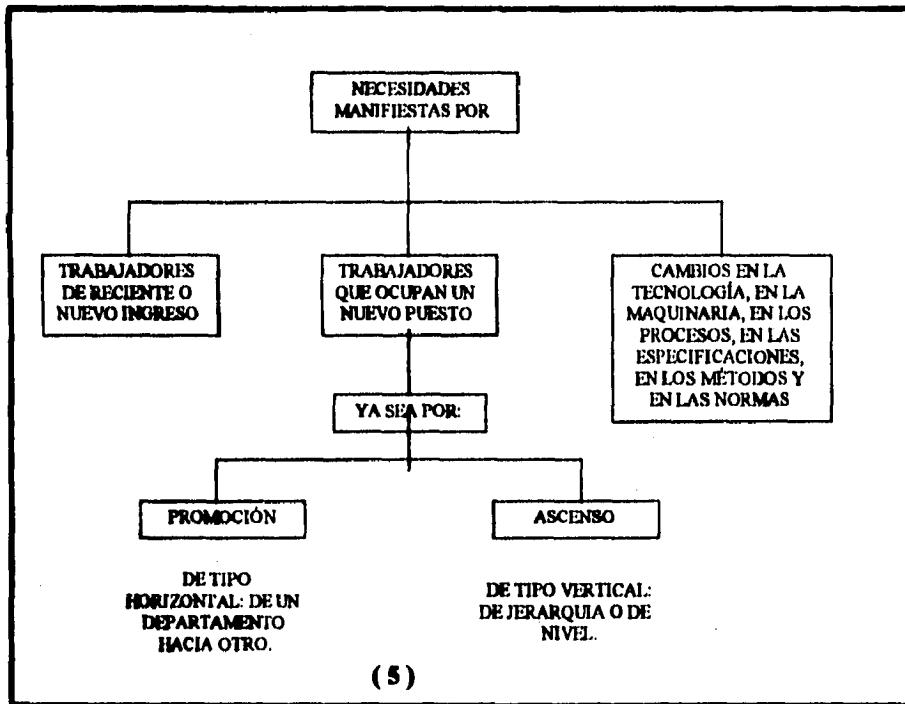 NECESIDADES
MANIFIESTAS POR
TRABAJADORES
DE RECIENTE O
NUEVO INGRESO
TRABAJADORES
QUE OCUPAN UN
NUEVO PUESTO
CAMBIOS EN LA
TECNOLOGÍA, EN LA
MAQUINARIA, EN LOS
PROCESOS, EN LAS
ESPECIFICACIONES,
EN LOS MÉTODOS Y
EN LAS NORMAS
YA SEA POR:
PROMOCIÓN
ASCENSO
DE TIPO
HORIZONTAL: DE UN
DEPARTAMENTO
HACIA OTRO.
DE TIPO VERTICAL:
DE JERARQUIA O DE
NIVEL.
( 5 )